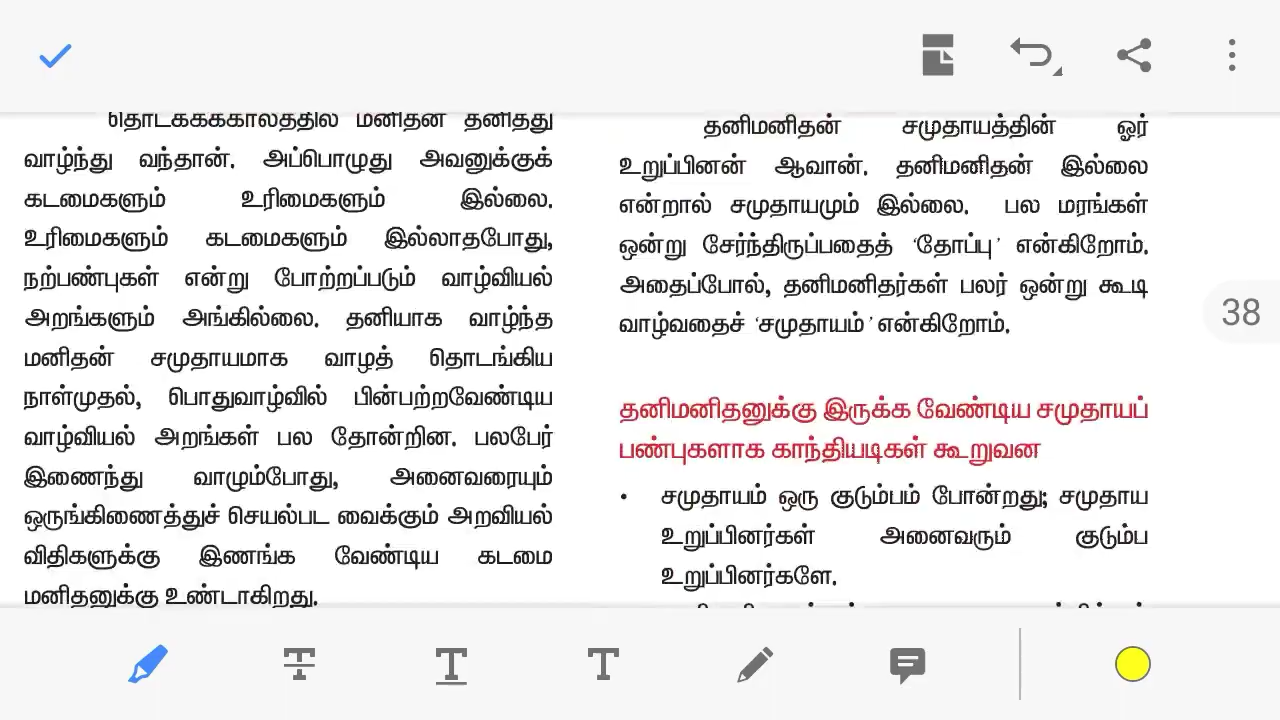 தொடக்கக்காலத்தில் மனிதன் தனித்து
வாழ்ந்து வந்தான். அப்பொழுது அவனுக்குக்
கடமைகளும் உரிமைகளும் இல்லை.
உரிமைகளும் கடமைகளும் இல்லாதபோது,
நற்பண்புகள் என்று போற்றப்படும் வாழ்வியல்
அறங்களும் அங்கில்லை. தனியாக வாழ்ந்த
மனிதன் சமுதாயமாக வாழத் தொடங்கிய
நாள்முதல், பொதுவாழ்வில் பின்பற்றவேண்டிய
வாழ்வியல் அறங்கள் பல தோன்றின. பலபேர்
இணைந்து வாழும்போது, அனைவரையும்
ஒருங்கிணைத்துச் செயல்பட வைக்கும் அறவியல்
விதிகளுக்கு இணங்க வேண்டிய கடமை
மனிதனுக்கு உண்டாகிறது.
தனிமனிதன் சமுதாயத்தின் ஓர்
உறுப்பினன் ஆவான். தனிமனிதன் இல்லை
என்றால் சமுதாயமும் இல்லை. பல மரங்கள்
ஒன்று சேர்ந்திருப்பதைத் ‘தோப்பு’ என்கிறோம்.
அதைப்போல், தனிமனிதர்கள் பலர் ஒன்று கூடி
வாழ்வதைச் ‘சமுதாயம்’ என்கிறோம்.
தனிமனிதனுக்கு இருக்க வேண்டிய சமுதாயப்
பண்புகளாக காந்தியடிகள் கூறுவன
• சமுதாயம் ஒரு குடும்பம் போன்றது; சமுதாய
உறுப்பினர்கள் அனைவரும் குடும்ப
உறுப்பினர்களே.
38